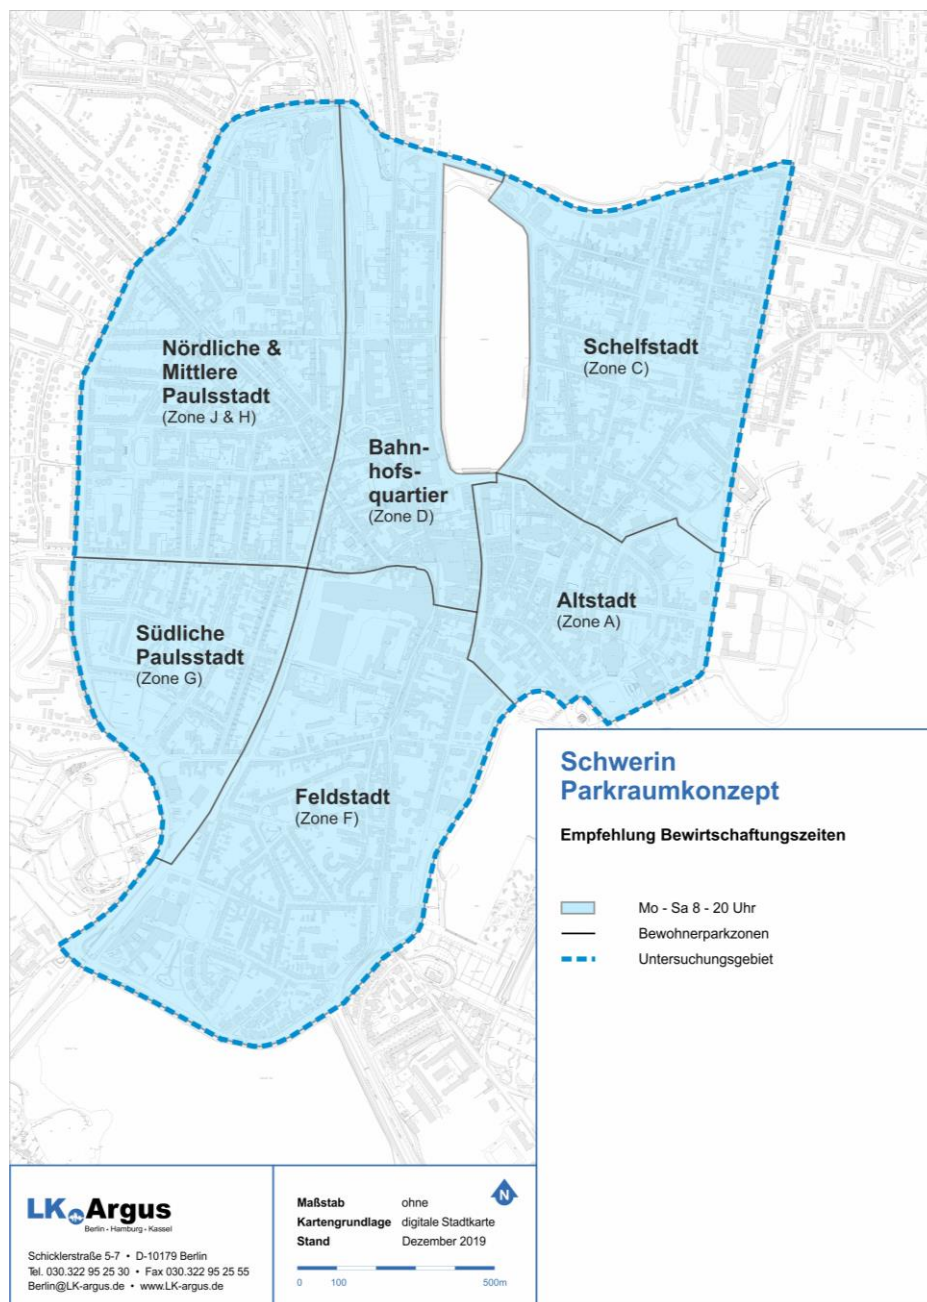 Nördliche &
Mittlere
Paulsstadt
(Zone J & H)
Schelfstadt
(Zone C)
Bahn-
hofs-
quartier
(Zone D)
Altstadt
(Zone A)
Südliche
Paulsstadt
(Zone G)
Feldstadt
(Zone F)
Schwerin
Parkraumkonzept
Empfehlung Bewirtschaftungszeiten
Mo - Sa 8 - 20 Uhr
Bewohnerparkzonen
Untersuchungsgebiet
LK Argus
Berlin • Hamburg • Kassel
Schicklerstraße 5-7 • D-10179 Berlin
Tel. 030.322 95 25 30 • Fax 030.322 95 25 55
Berlin@LK-argus.de • www.LK-argus.de
Maßstab ohne
Kartengrundlage digitale Stadtkarte
Stand Dezember 2019
N
0 100 500m